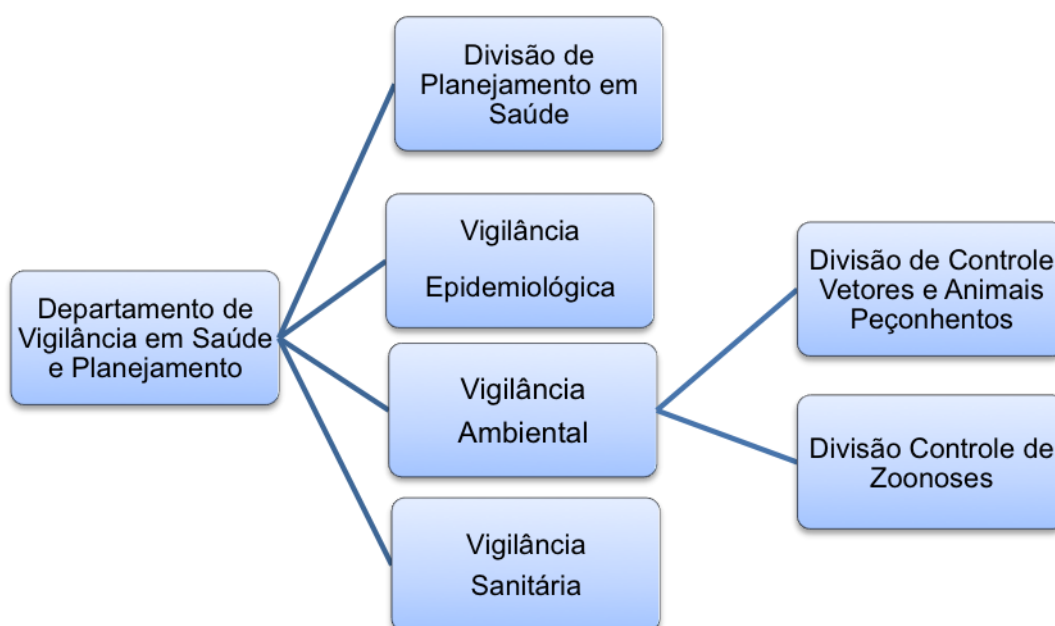 Divisão de
Planejamento em
Saúde
Vigilância
Epidemiológica
Departamento de
Vigilância em Saúde
e Planejamento
Vigilância
Ambiental
Vigilância
Sanitária
Divisão de Controle
Vetores e Animais
Peçonhentos
Divisão Controle de
Zoonoses